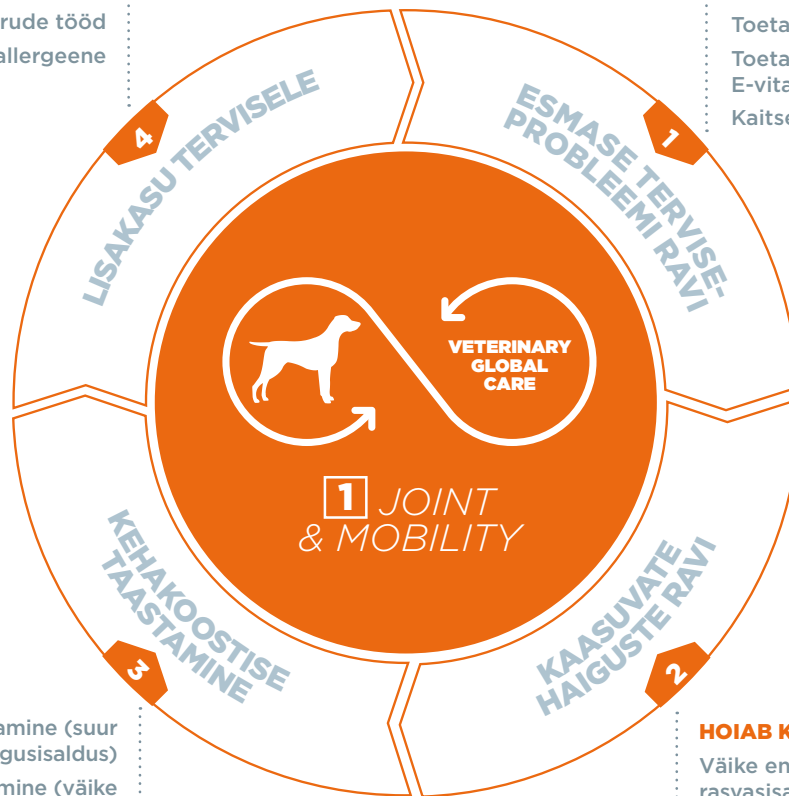 rude tööd
allergeene
4
LISAKASU TERVISELE
Toeta
Toeta
E-vita
Kaitse
1
ESMASE TERVISE-
PROBLEEMI RAVI
VETERINARY
GLOBAL
CARE
1 JOINT
& MOBILITY
KAASUVATE
HAIGUSTE RAVI
2
HOIAB K
Väike en
rasvasisa
KEHAKOOSTISE
TAASTAMINE
3
amine (suur
gusisaldus)
mine (väike